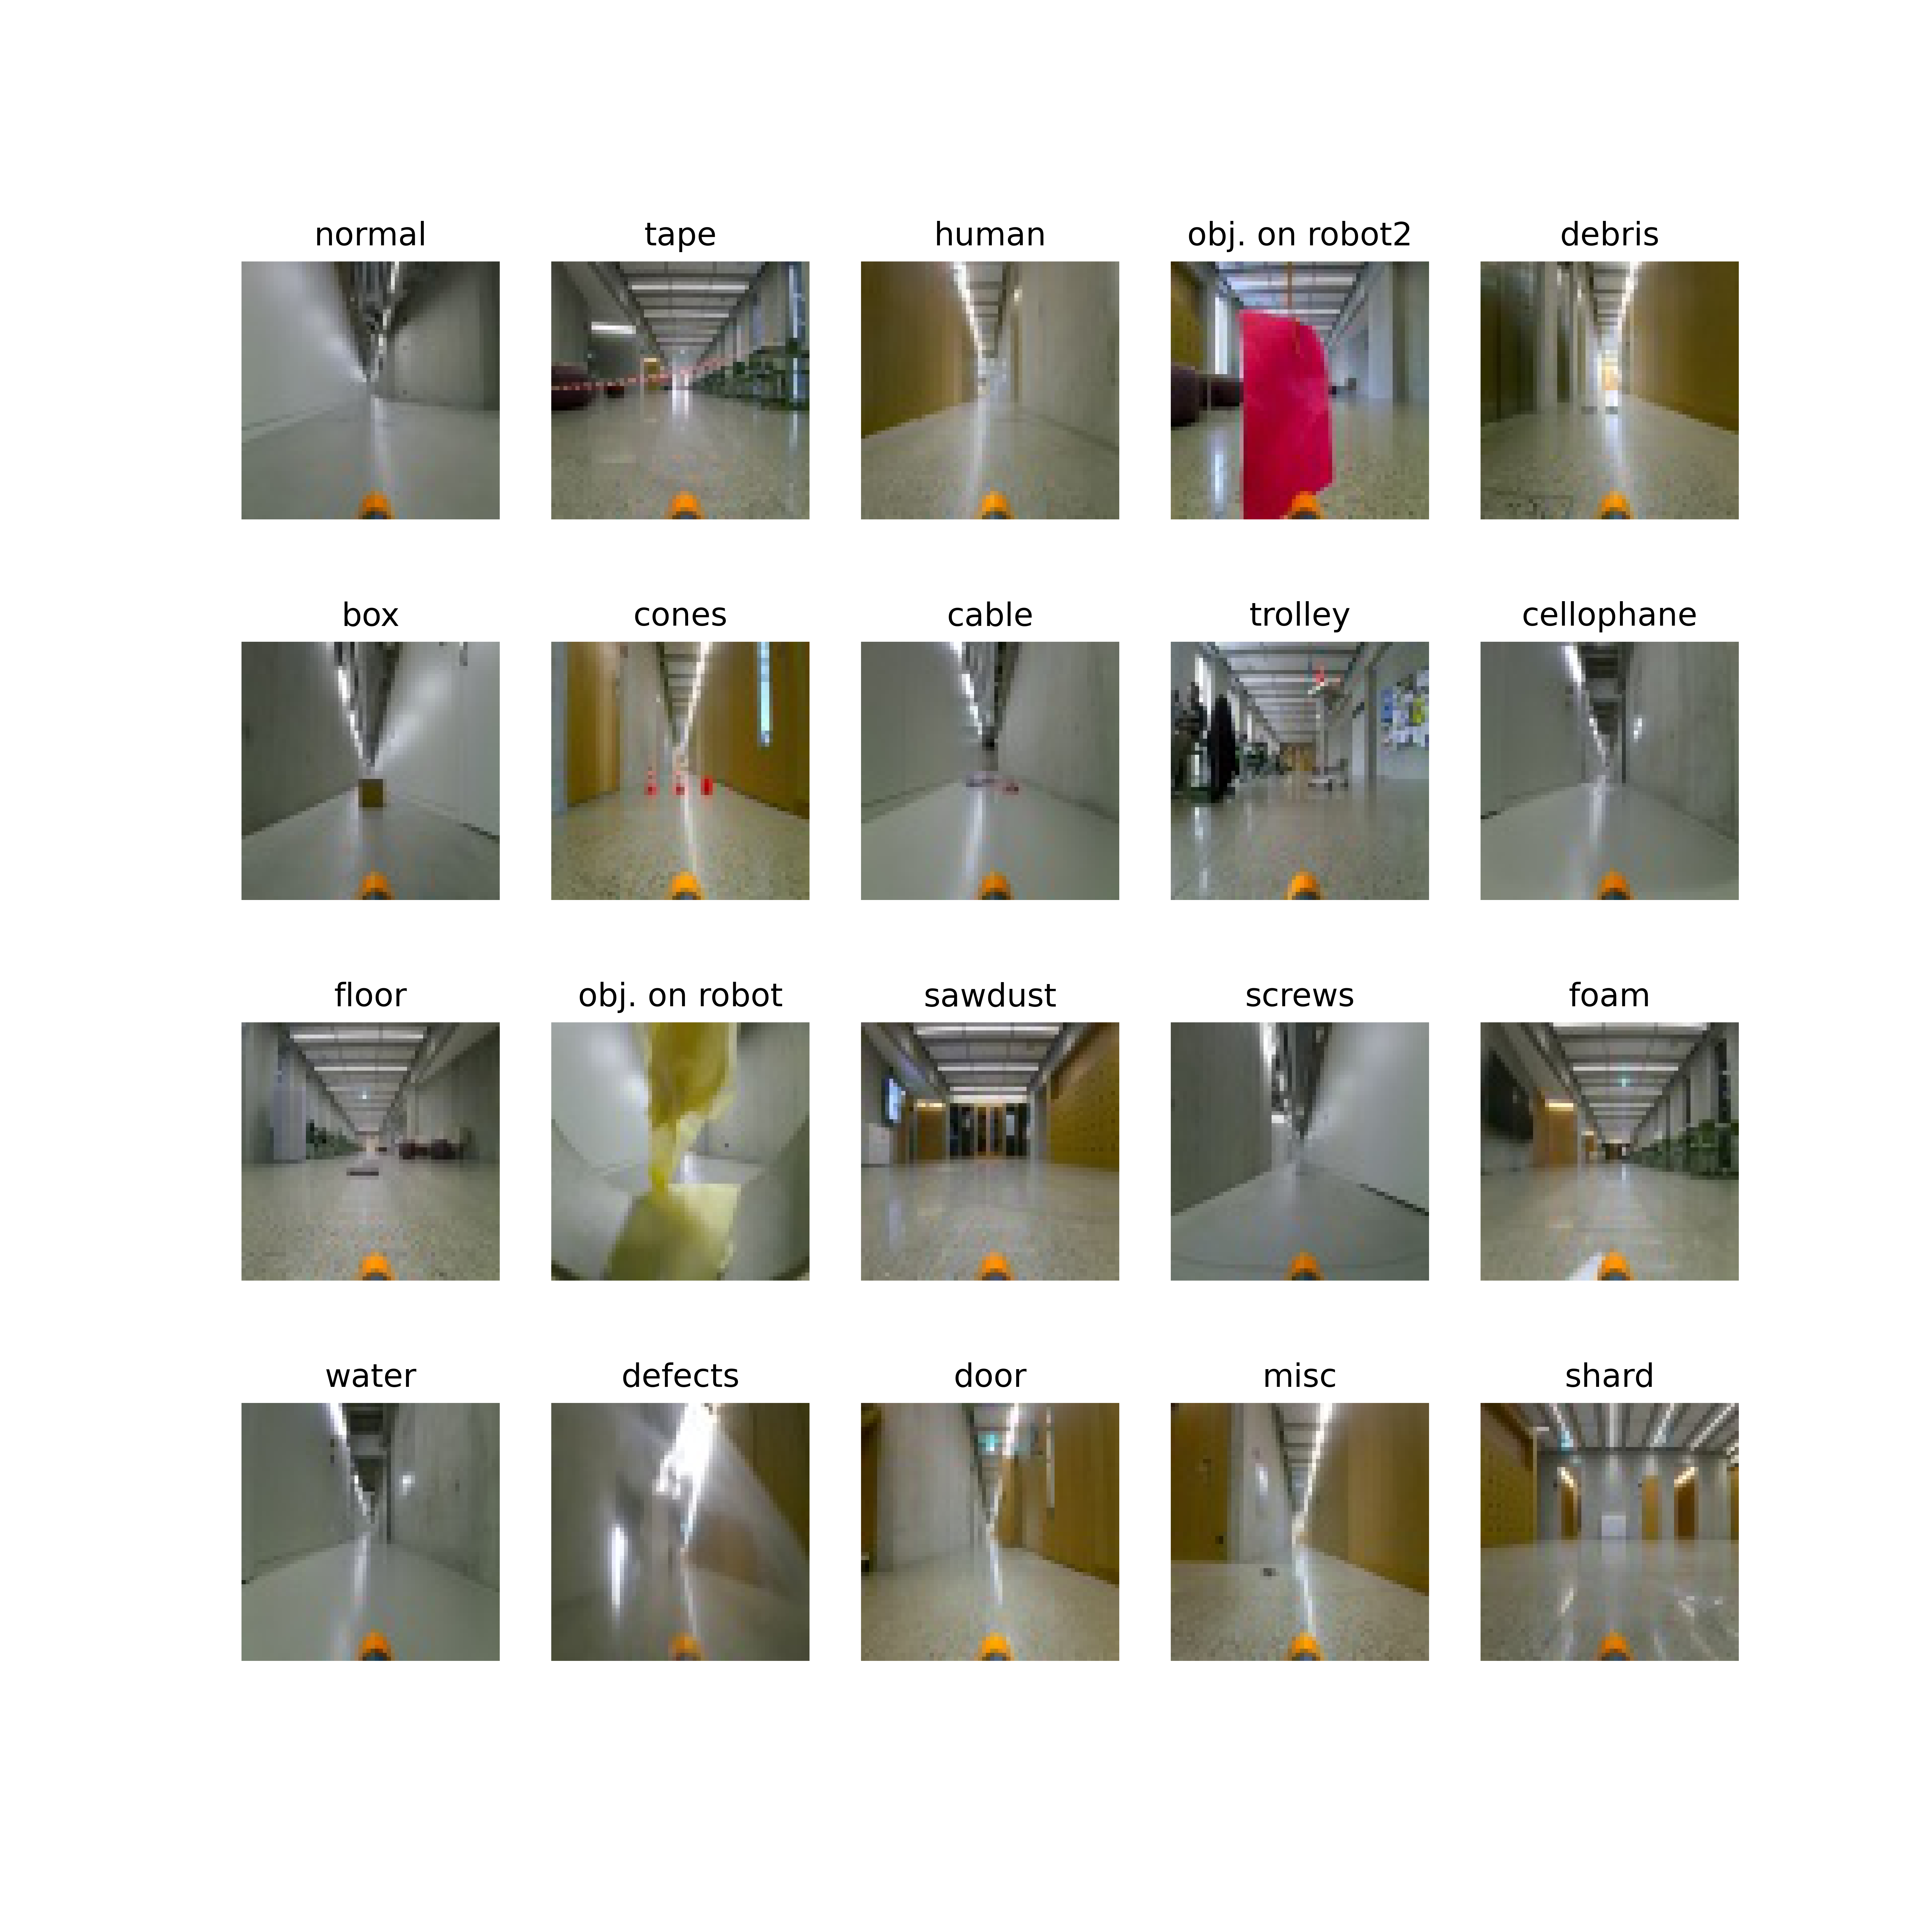 normal
tape
human
obj. on robot2
debris
box
cones
cable
trolley
cellophane
floor
obj. on robot
sawdust
screws
foam
water
defects
door
misc
shard